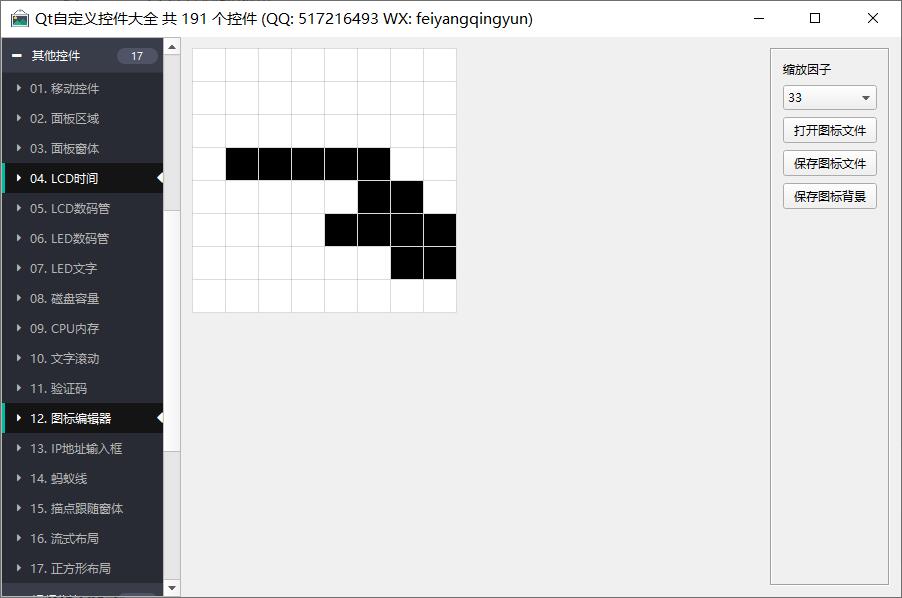 Qt自定义控件大全 共 191 个控件 (QQ: 517216493 WX: feiyangqingyun)
其他控件 17
01. 移动控件
02. 面板区域
03. 面板窗体
04. LCD时间
05. LCD数码管
06. LED数码管
07. LED文字
08. 磁盘容量
09. CPU内存
10. 文字滚动
11. 验证码
12. 图标编辑器
13. IP地址输入框
14. 蚂蚁线
15. 描点跟随窗体
16. 流式布局
17. 正方形布局
缩放因子
33
打开图标文件
保存图标文件
保存图标背景